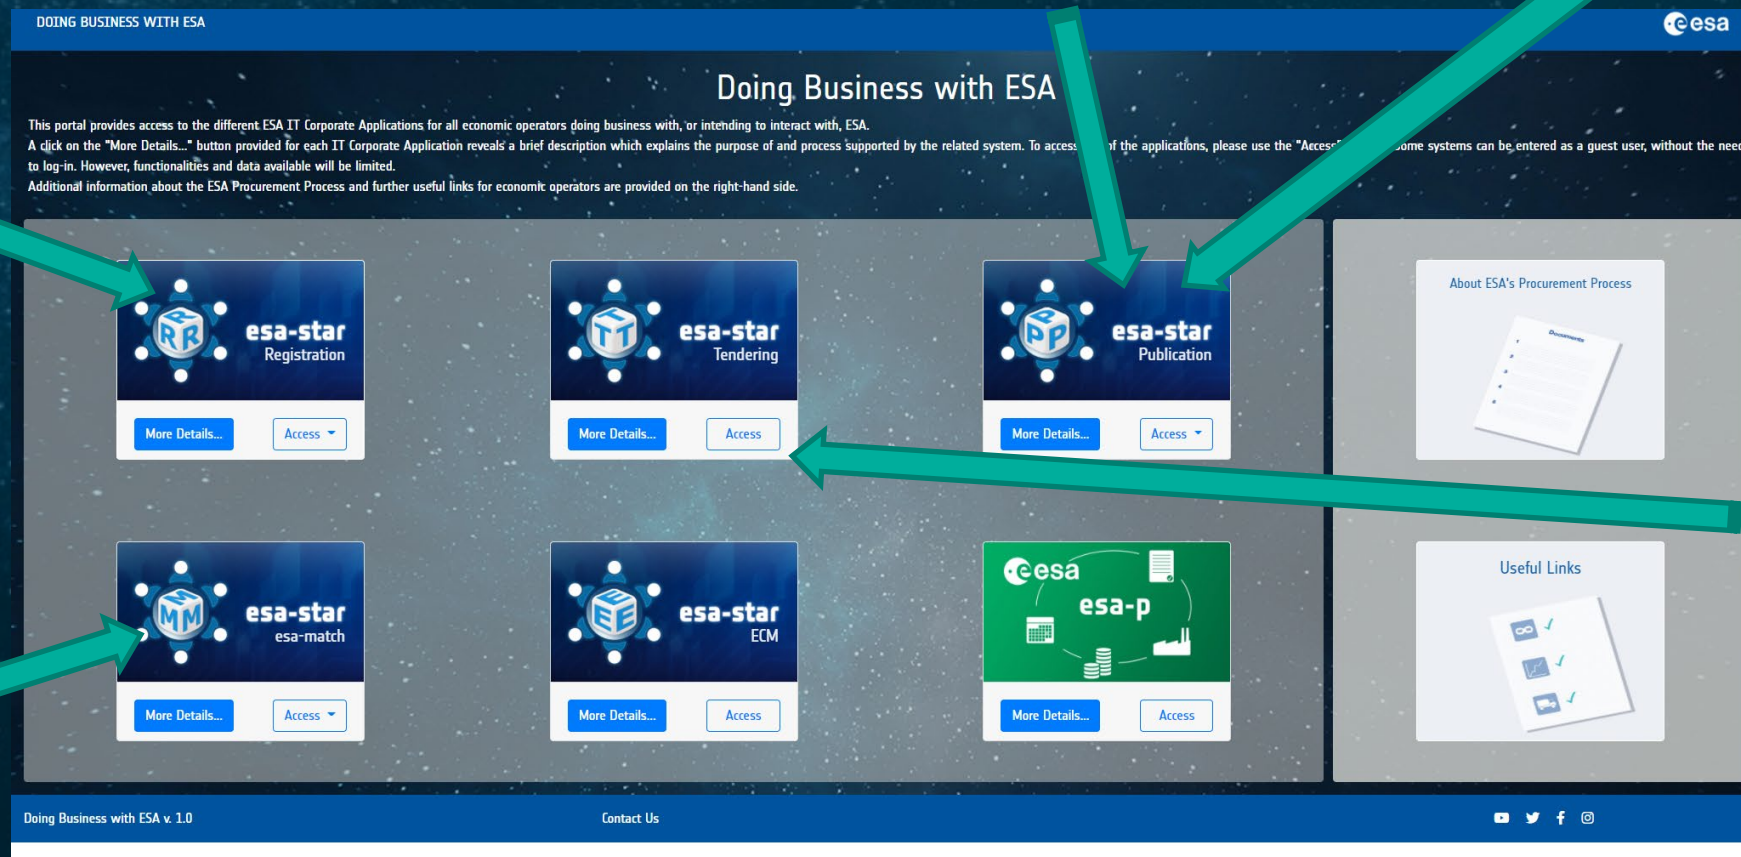 DOING BUSINESS WITH ESA
esa
Doing Business with ESA
This portal provides access to the different ESA IT Corporate Applications for all economic operators doing business with, or intending to interact with, ESA.
A click on the "More Details..." button provided for each IT Corporate Application reveals a brief description which explains the purpose of and process supported by the related system. To access of the applications, please use the "Access" some systems can be entered as a guest user, without the need
to log-in. However, functionalities and data available will be limited.
Additional information about the ESA Procurement Process and further useful links for economic operators are provided on the right-hand side.
R R R
esa-star
Registration
More Details...
Access
T T T
esa-star
Tendering
More Details...
Access
P P P
esa-star
Publication
More Details...
Access
About ESA's Procurement Process
Documents
1
2
3
4
5
M M M
esa-star
esa-match
More Details...
Access
E E E
esa-star
ECM
More Details...
Access
esa
esa-p
More Details...
Access
Useful Links
Doing Business with ESA v. 1.0
Contact Us